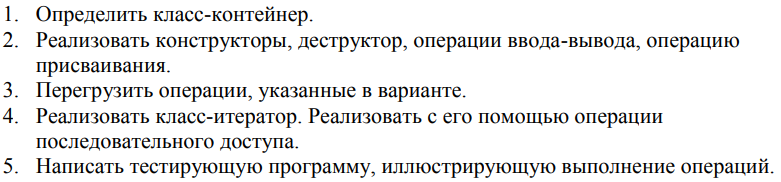 1. Определить класс-контейнер.
2. Реализовать конструкторы, деструктор, операции ввода-вывода, операцию
присваивания.
3. Перегрузить операции, указанные в варианте.
4. Реализовать класс-итератор. Реализовать с его помощью операции
последовательного доступа.
5. Написать тестирующую программу, иллюстрирующую выполнение операций.